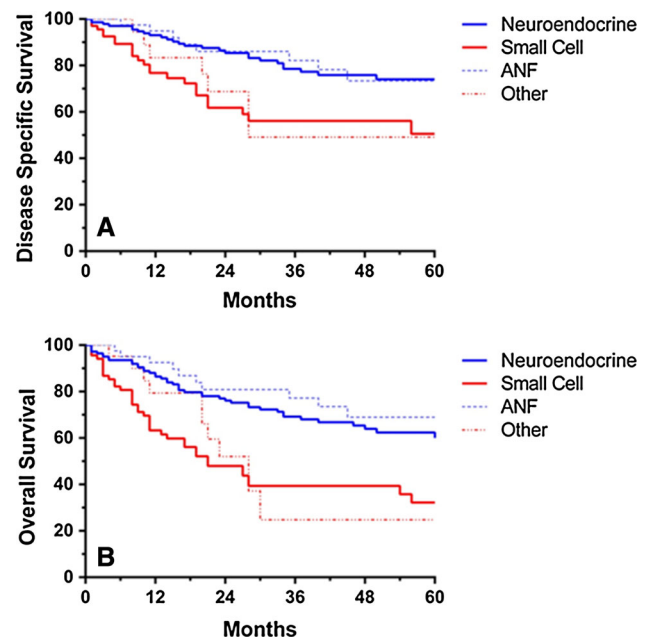 Disease Specific Survival
100
80
60
40
20
0
A
0 12 24 36 48 60
Months
Neuroendocrine
Small Cell
ANF
Other
Overall Survival
100
80
60
40
20
0
B
0 12 24 36 48 60
Months
Neuroendocrine
Small Cell
ANF
Other